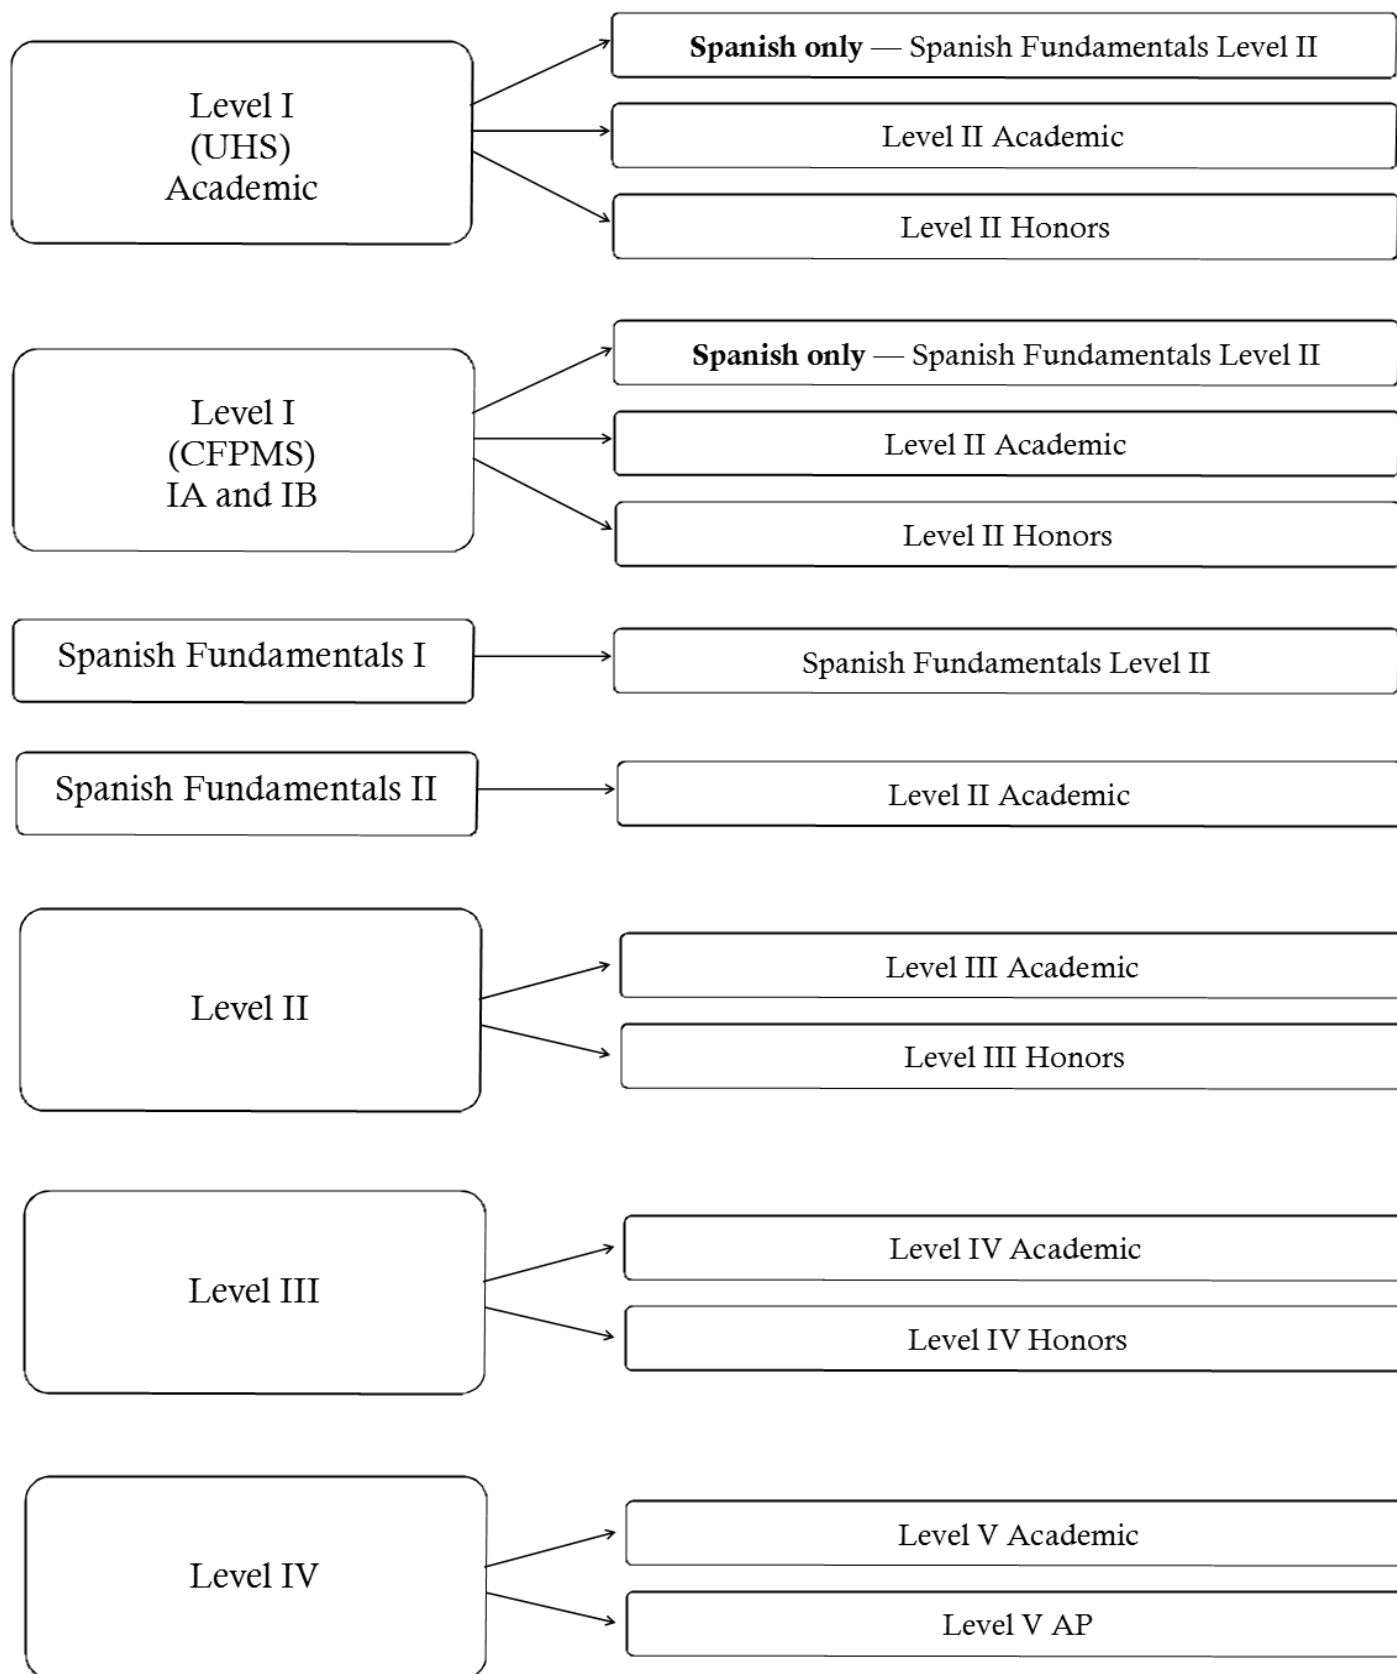 Level I
(UHS)
Academic
Spanish only — Spanish Fundamentals Level II
Level II Academic
Level II Honors
Level I
(CFPMS)
IA and IB
Spanish only — Spanish Fundamentals Level II
Level II Academic
Level II Honors
Spanish Fundamentals I
Spanish Fundamentals Level II
Spanish Fundamentals II
Level II Academic
Level II
Level III Academic
Level III Honors
Level III
Level IV Academic
Level IV Honors
Level IV
Level V Academic
Level V AP